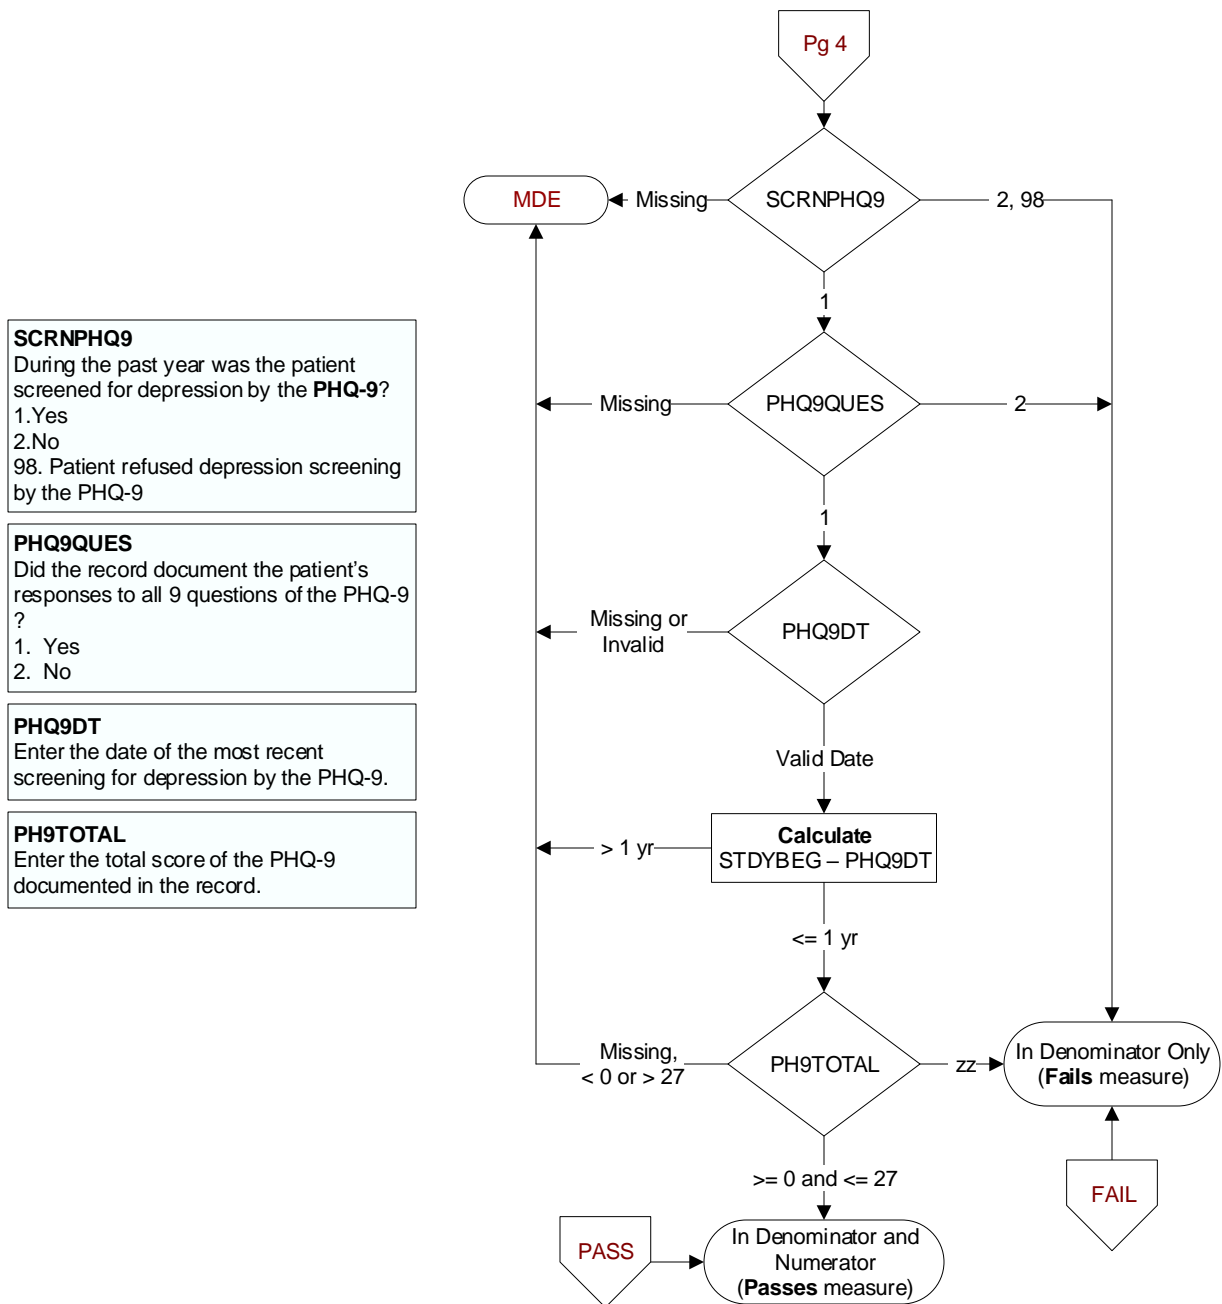 Pg 4
SCRNPHQ9
MDE
Missing
2, 98
1
SCRNPHQ9
During the past year was the patient
screened for depression by the PHQ-9?
1.Yes
2.No
98. Patient refused depression screening
by the PHQ-9
PHQ9QUES
Missing
2
1
PHQ9QUES
Did the record document the patient's
responses to all 9 questions of the PHQ-9
?
1. Yes
2. No
PHQ9DT
Missing or
Invalid
Valid Date
PHQ9DT
Enter the date of the most recent
screening for depression by the PHQ-9.
Calculate
STDYBEG – PHQ9DT
> 1 yr
<= 1 yr
PH9TOTAL
Enter the total score of the PHQ-9
documented in the record.
PH9TOTAL
Missing,
< 0 or > 27
zz
In Denominator Only
(Fails measure)
>= 0 and <= 27
FAIL
PASS
In Denominator and
Numerator
(Passes measure)